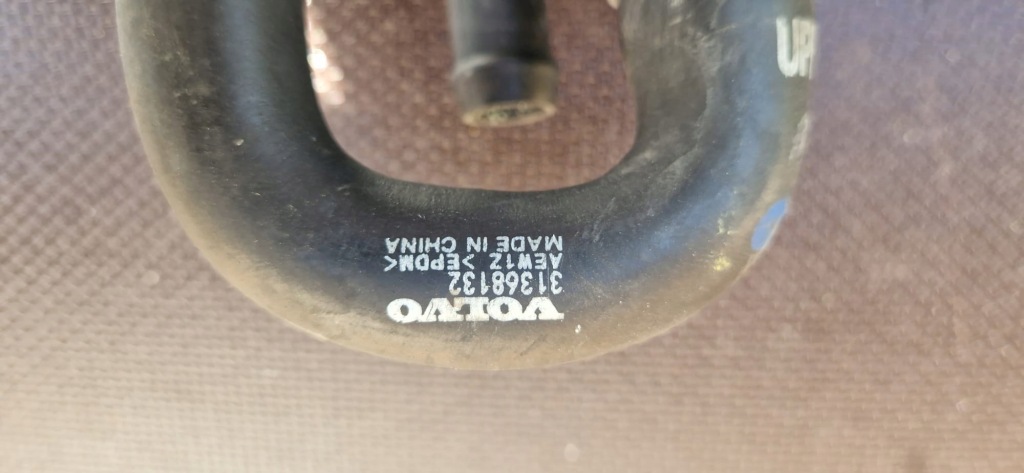 VOLVO
31368132
AEW1Z >EPDM<
MADE IN CHINA